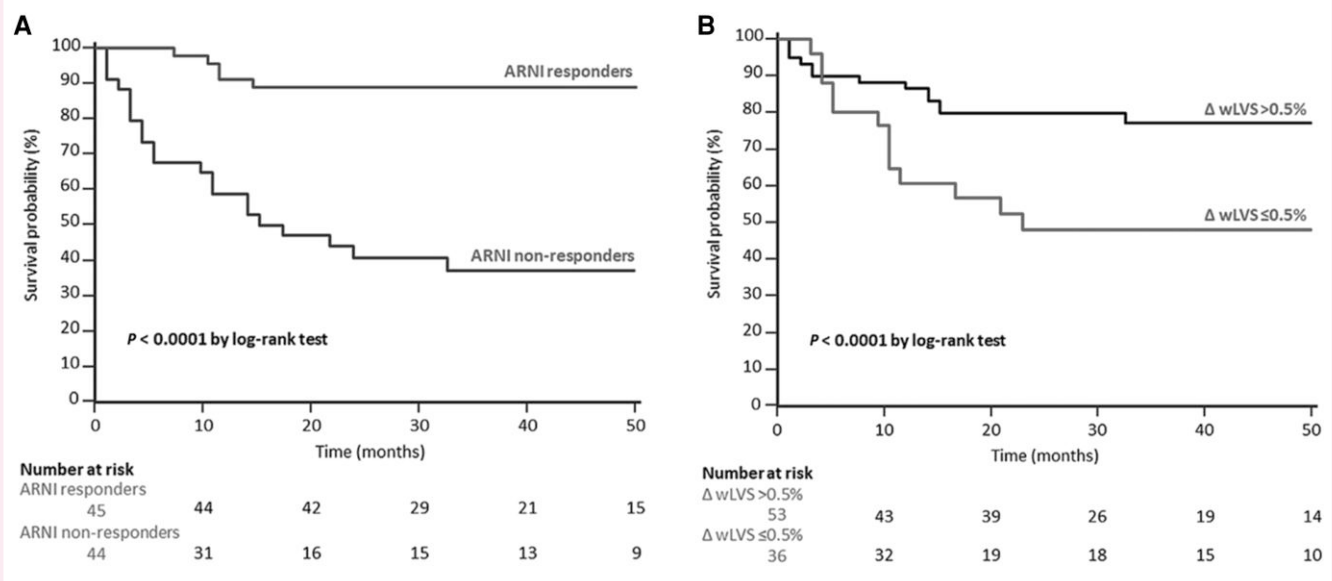 A
100
90
80
70
60
50
40
30
20
10
0
Survival probability (%)
ARNI responders
ARNI non-responders
P < 0.0001 by log-rank test
0 10 20 30 40 50
Time (months)
Number at risk
ARNI responders
45 44 42 29 21 15
ARNI non-responders
44 31 16 15 13 9
B
100
90
80
70
60
50
40
30
20
10
0
Survival probability (%)
Δ wLVS >0.5%
Δ wLVS ≤0.5%
P < 0.0001 by log-rank test
0 10 20 30 40 50
Time (months)
Number at risk
Δ wLVS >0.5%
53 43 39 26 19 14
Δ wLVS ≤0.5%
36 32 19 18 15 10